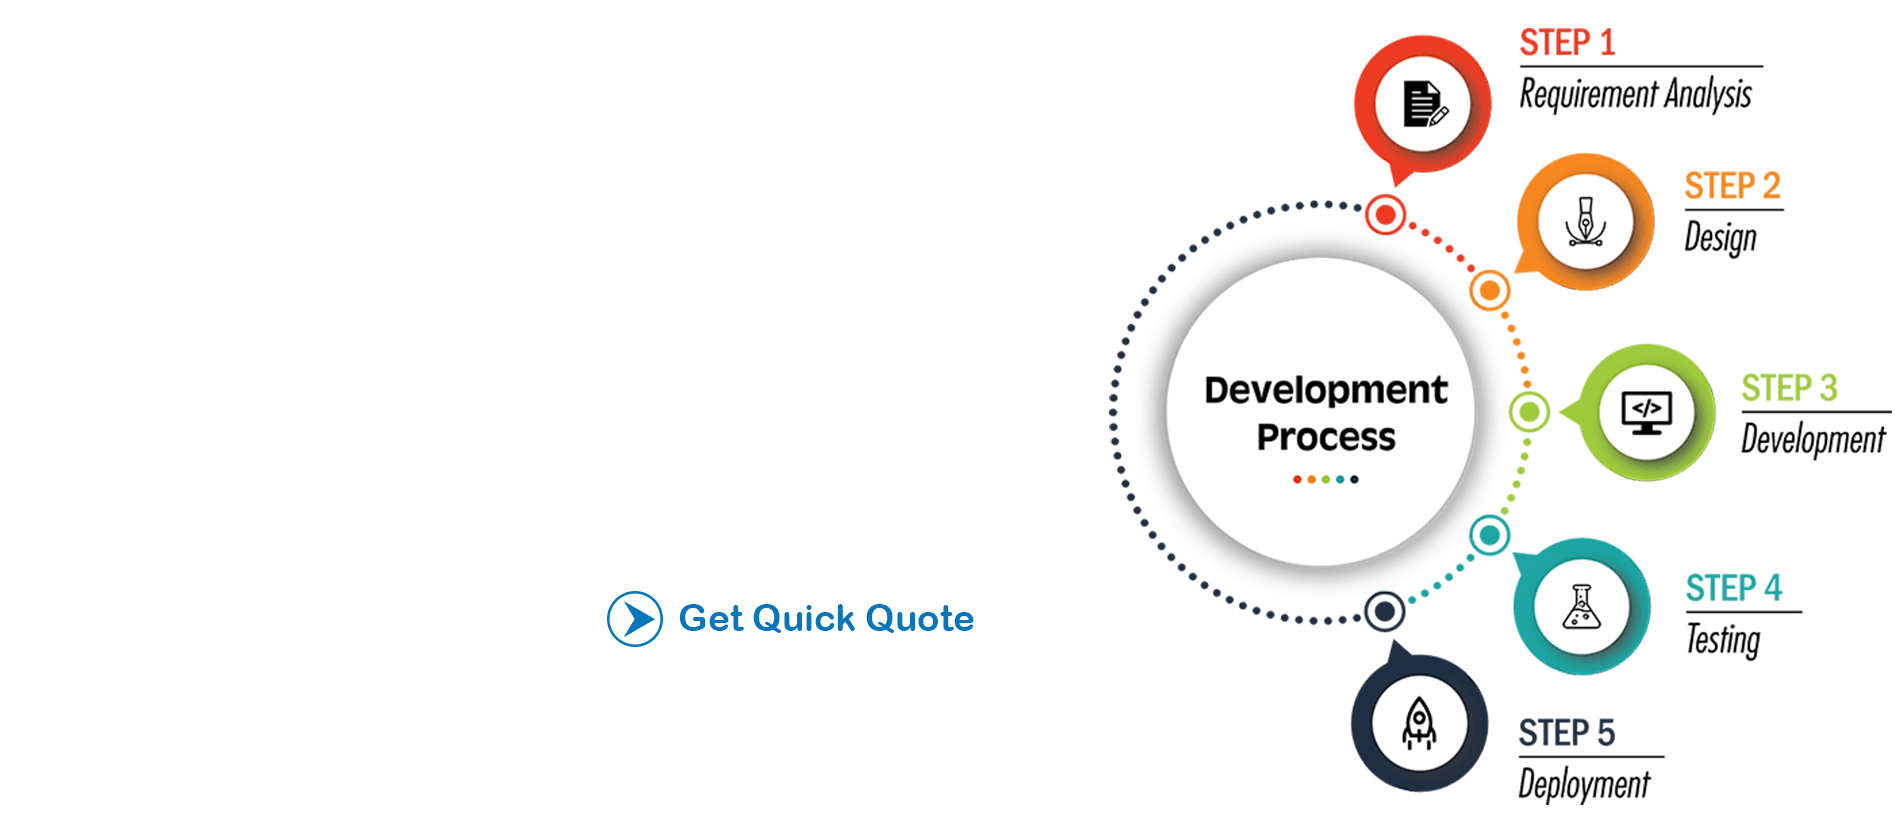 STEP 1
Requirement Analysis
STEP 2
Design
Development
Process
STEP 3
Development
</>
STEP 4
Testing
Get Quick Quote
STEP 5
Deployment